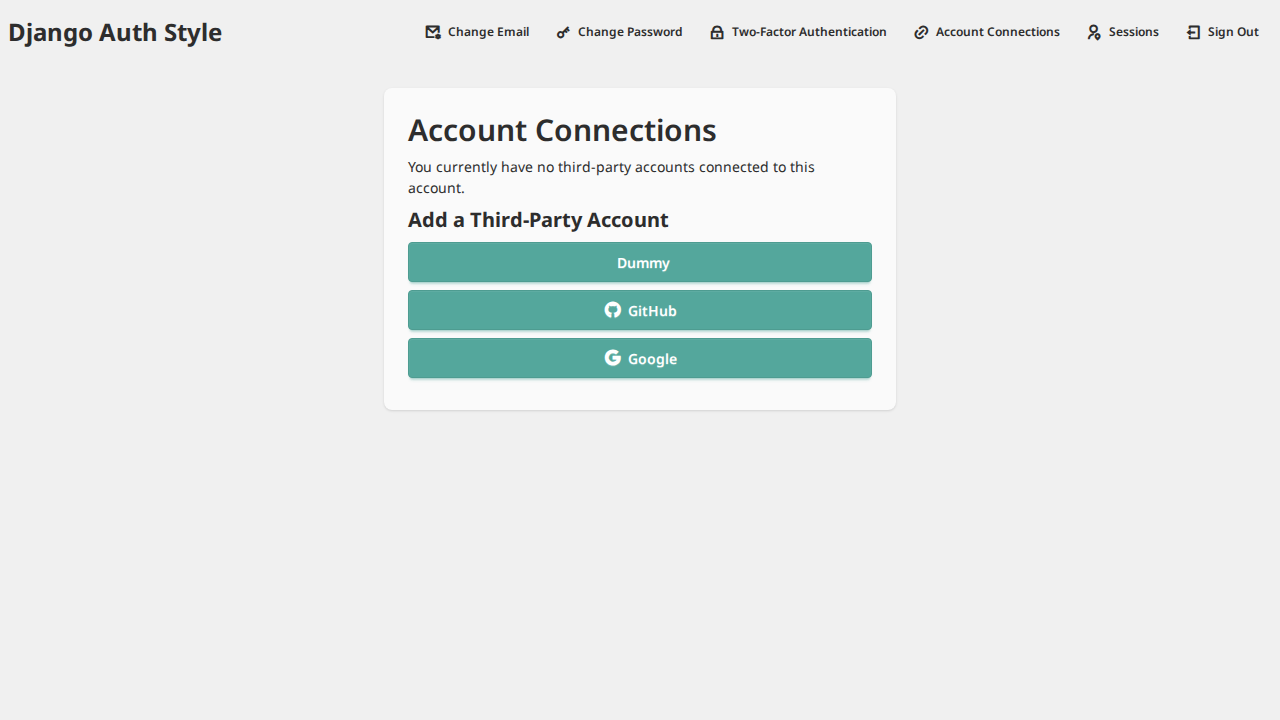 Django Auth Style
Change Email
Change Password
Two-Factor Authentication
Account Connections
Sessions
Sign Out
Account Connections
You currently have no third-party accounts connected to this
account.
Add a Third-Party Account
Dummy
GitHub
Google